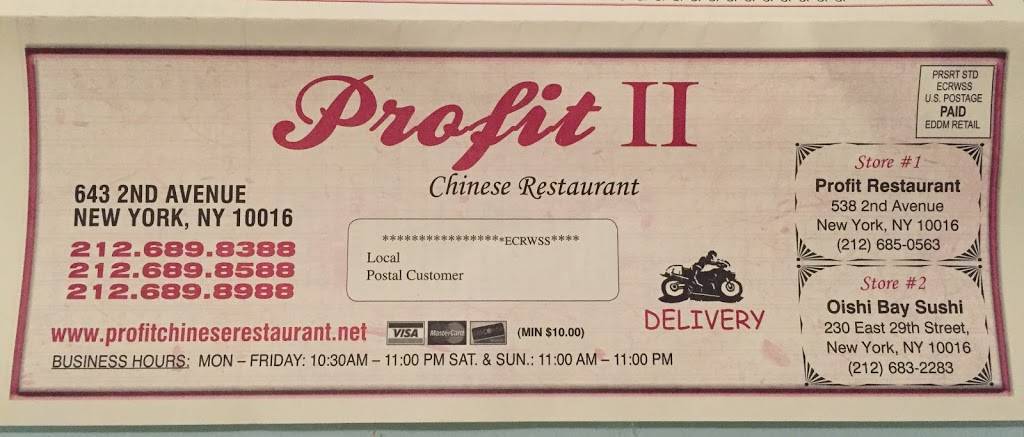 Profit II
Chinese Restaurant
643 2ND AVENUE
NEW YORK, NY 10016
212.689.8388
212.689.8588
212.689.8988
www.profitchineserestaurant.net
VISA MasterCard (MIN $10.00)
BUSINESS HOURS: MON – FRIDAY: 10:30AM – 11:00 PM SAT. & SUN.: 11:00 AM – 11:00 PM
*****************ECRWSS****
Local
Postal Customer
DELIVERY
PRSRT STD
ECRWSS
U.S. POSTAGE
PAID
EDDM RETAIL
Store #1
Profit Restaurant
538 2nd Avenue
New York, NY 10016
(212) 685-0563
Store #2
Oishi Bay Sushi
230 East 29th Street,
New York, NY 10016
(212) 683-2283